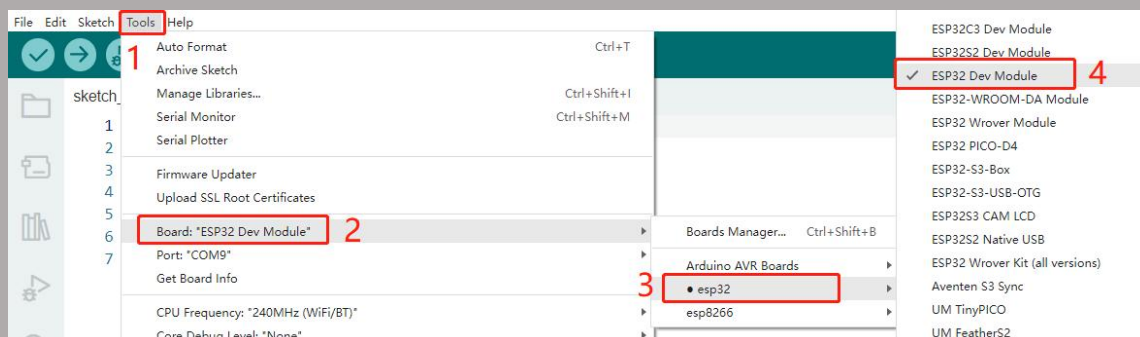 File Edit Sketch Tools Help
1
Auto Format Ctrl+T
Archive Sketch
Manage Libraries... Ctrl+Shift+I
Serial Monitor Ctrl+Shift+M
Serial Plotter
Firmware Updater
Upload SSL Root Certificates
Board: "ESP32 Dev Module" 2
Port: "COM9"
Get Board Info
CPU Frequency: "240MHz (WiFi/BT)"
Core Debug Level: "None"
sketch_
1
2
3
4
5
6
7
Boards Manager... Ctrl+Shift+B
Arduino AVR Boards
3 ● esp32
esp8266
ESP32C3 Dev Module
ESP32S2 Dev Module
✓ ESP32 Dev Module 4
ESP32-WROOM-DA Module
ESP32 Wrover Module
ESP32 PICO-D4
ESP32-S3-Box
ESP32-S3-USB-OTG
ESP32S3 CAM LCD
ESP32S2 Native USB
ESP32 Wrover Kit (all versions)
Aventen S3 Sync
UM TinyPICO
UM FeatherS2